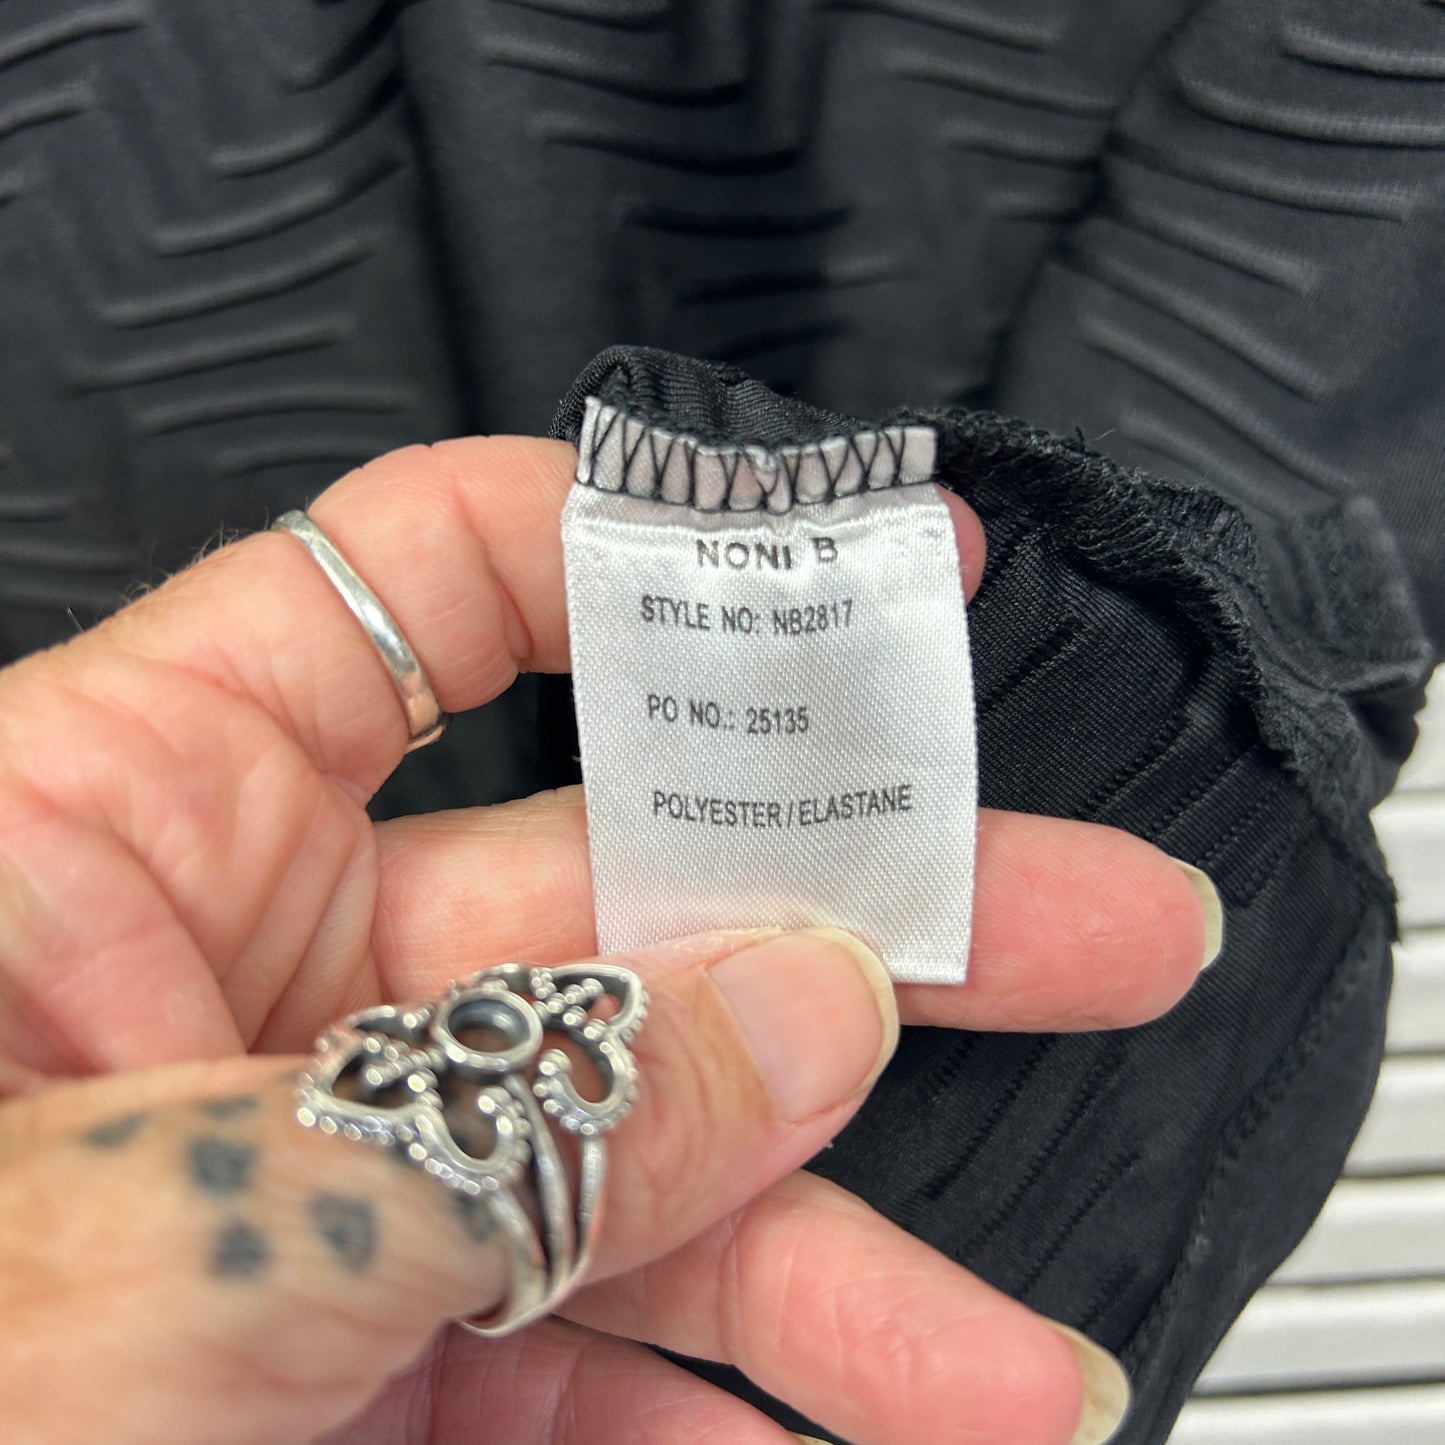 NONI B
STYLE NO: NB2817
PO NO.: 25135
POLYESTER/ELASTANE